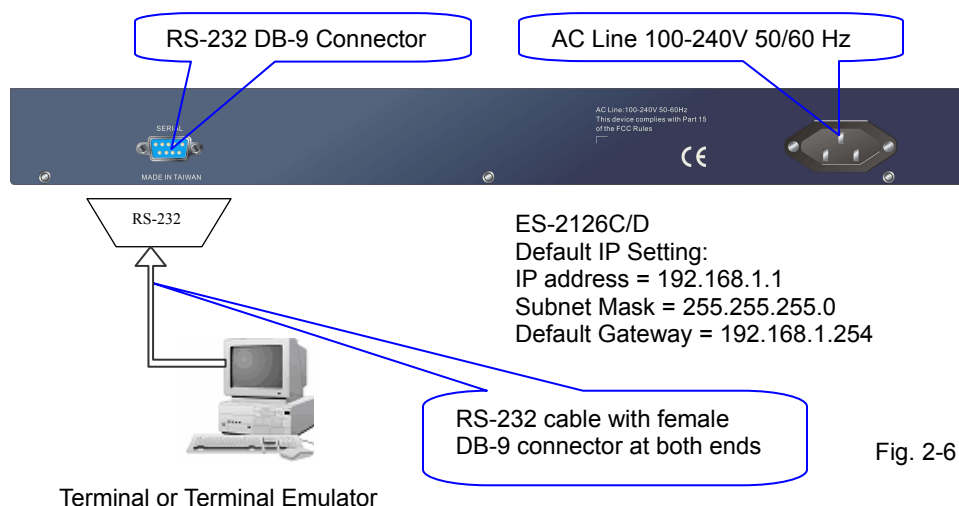 RS-232 DB-9 Connector
AC Line 100-240V 50/60 Hz
SERIAL
MADE IN TAIWAN
AC Line:100-240V 50-60Hz
This device complies with Part 15
of the FCC Rules
CE
RS-232
ES-2126C/D
Default IP Setting:
IP address = 192.168.1.1
Subnet Mask = 255.255.255.0
Default Gateway = 192.168.1.254
RS-232 cable with female
DB-9 connector at both ends
Fig. 2-6
Terminal or Terminal Emulator